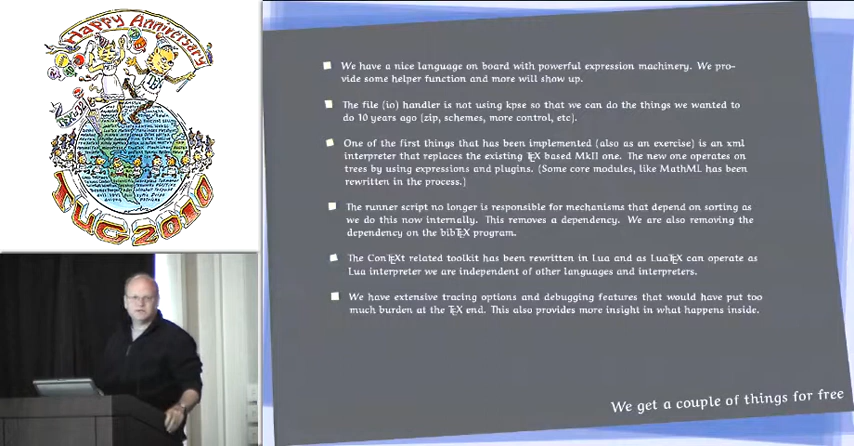 Happy Anniversary
TUG 2010
We have a nice language on board with powerful expression machinery. We pro-
vide some helper function and more will show up.
The file (io) handler is not using kpse so that we can do the things we wanted to
do 10 years ago (zip, schemes, more control, etc).
One of the first things that has been implemented (also as an exercise) is an xml
interpreter that replaces the existing TEX based MkII one. The new one operates on
trees by using expressions and plugins. (Some core modules, like MathML has been
rewritten in the process.)
The runner script no longer is responsible for mechanisms that depend on sorting as
we do this now internally. This removes a dependency. We are also removing the
dependency on the bibTEX program.
The ConTEXt related toolkit has been rewritten in Lua and as LuaTEX can operate as
Lua interpreter we are independent of other languages and interpreters.
We have extensive tracing options and debugging features that would have put too
much burden at the TEX end. This also provides more insight in what happens inside.
We get a couple of things for free